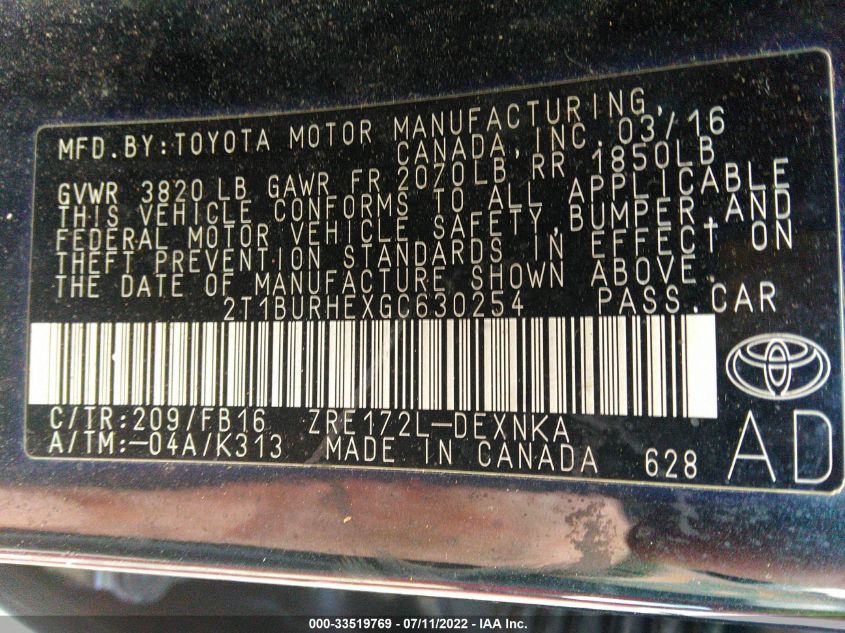 MFD.BY:TOYOTA MOTOR MANUFACTURING,
CANADA, INC. 03/16
GVWR 3820 LB GAWR FR 2070LB RR 1850LB
THIS VEHICLE CONFORMS TO ALL APPLICABLE
FEDERAL MOTOR VEHICLE SAFETY, BUMPER, AND
THEFT PREVENTION STANDARDS IN EFFECT ON
THE DATE OF MANUFACTURE SHOWN ABOVE.
2T1BURHEXGC630254 PASS.CAR
C/TR:209/FB16 ZRE172L-DEXNKA
A/TM:-04A/K313 MADE IN CANADA 628
AD
000-33519769 - 07/11/2022 - IAA Inc.